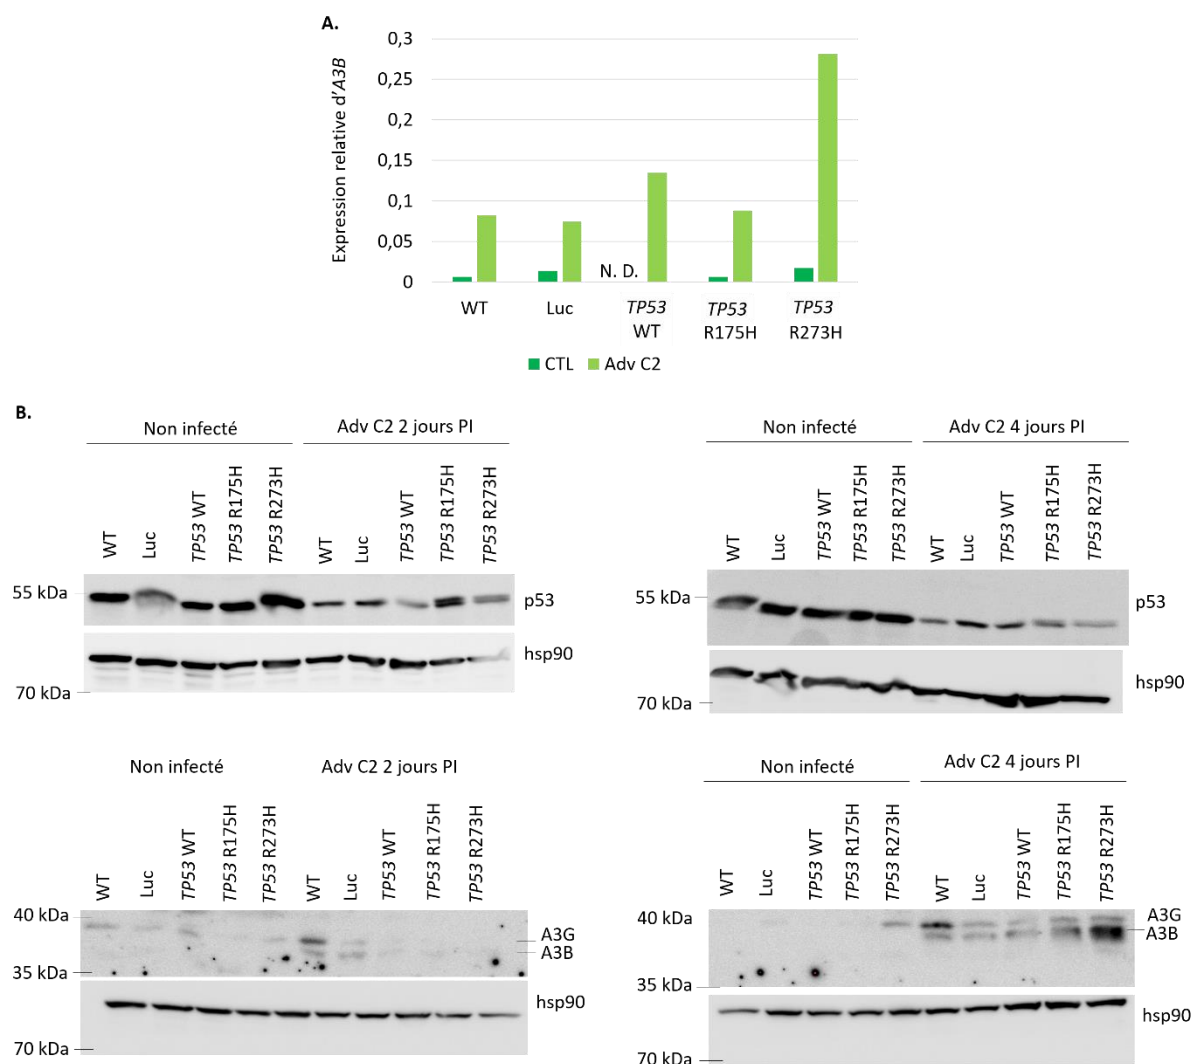 A.
Expression relative d'A3B
0,3
0,25
0,2
0,15
0,1
0,05
0
N. D.
WT
Luc
TP53 WT
TP53 R175H
TP53 R273H
CTL
Adv C2
B.
Non infecté
Adv C2 2 jours PI
WT
Luc
TP53 WT
TP53 R175H
TP53 R273H
WT
Luc
TP53 WT
TP53 R175H
TP53 R273H
55 kDa
p53
hsp90
70 kDa
Non infecté
Adv C2 4 jours PI
WT
Luc
TP53 WT
TP53 R175H
TP53 R273H
WT
Luc
TP53 WT
TP53 R175H
TP53 R273H
55 kDa
p53
hsp90
70 kDa
Non infecté
Adv C2 2 jours PI
WT
Luc
TP53 WT
TP53 R175H
TP53 R273H
WT
Luc
TP53 WT
TP53 R175H
TP53 R273H
40 kDa
A3G
A3B
35 kDa
hsp90
70 kDa
Non infecté
Adv C2 4 jours PI
WT
Luc
TP53 WT
TP53 R175H
TP53 R273H
WT
Luc
TP53 WT
TP53 R175H
TP53 R273H
40 kDa
A3G
A3B
35 kDa
hsp90
70 kDa